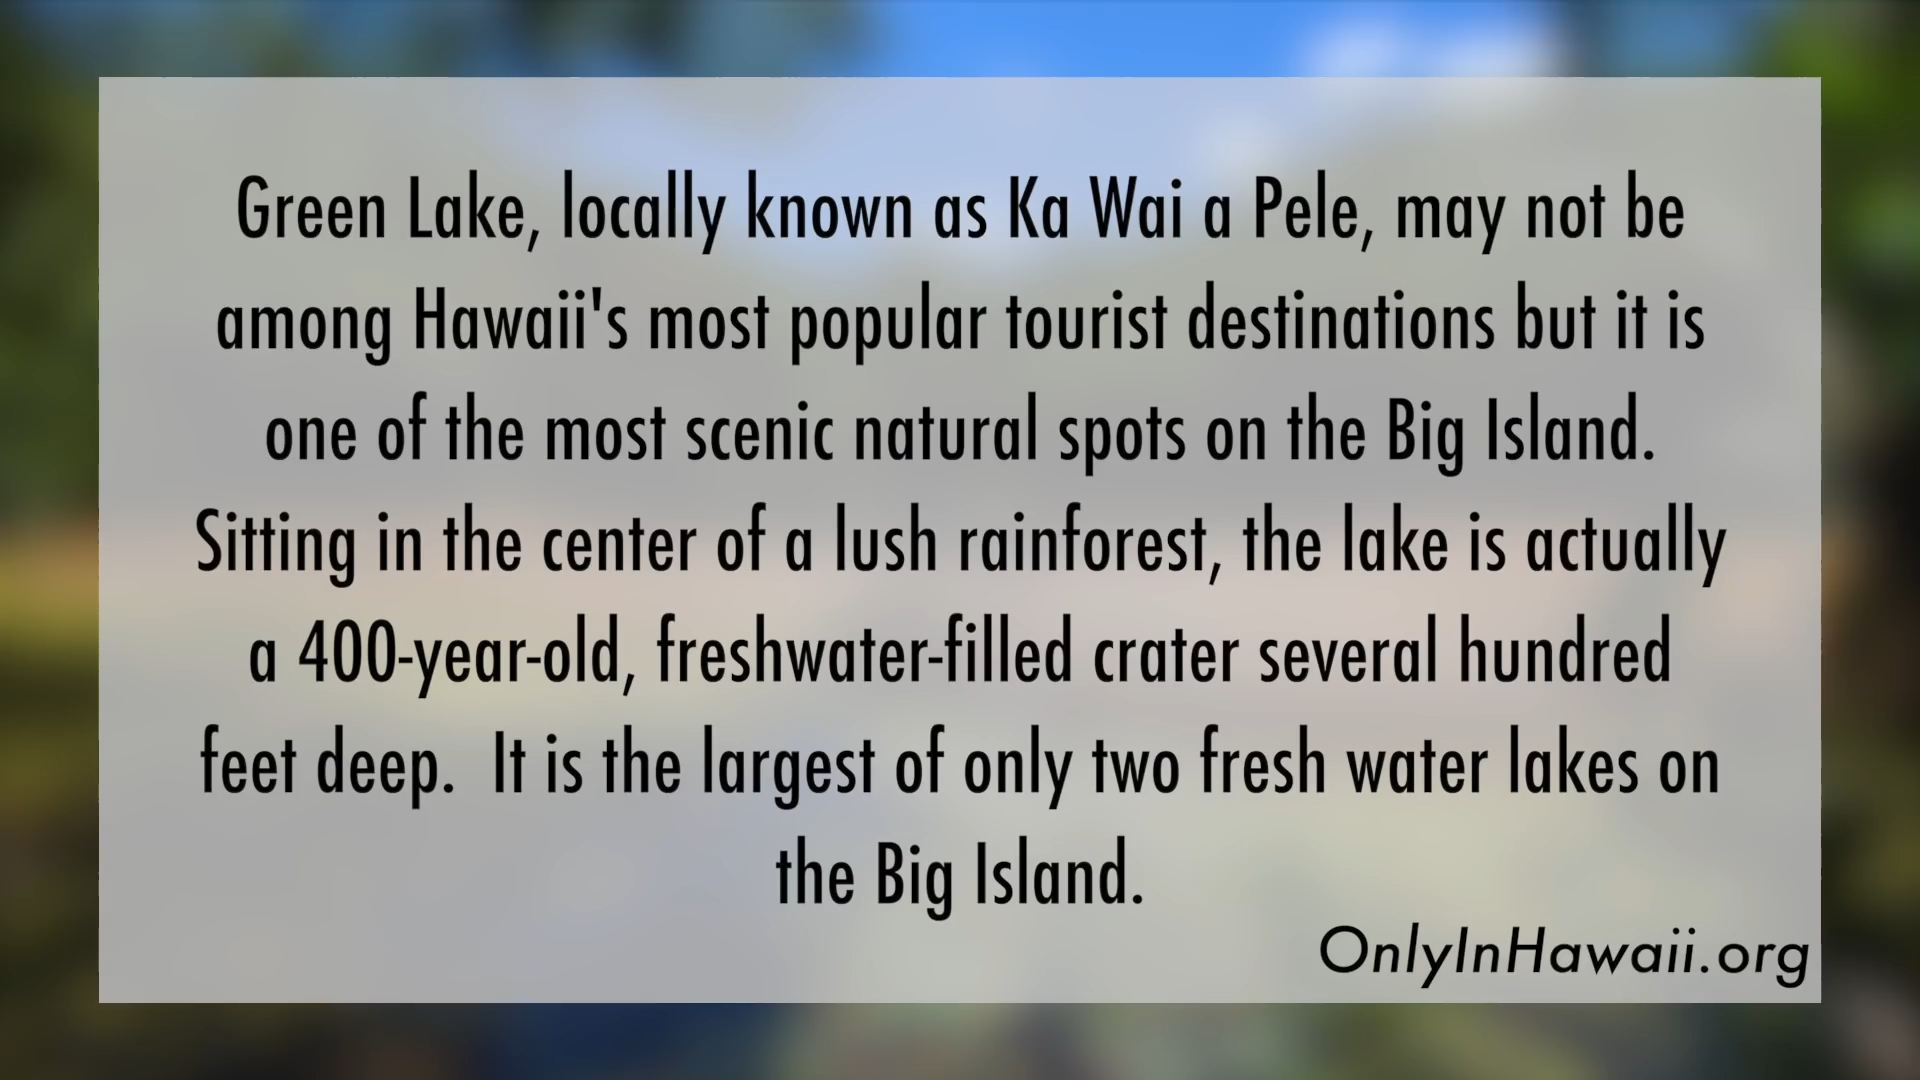 Green Lake, locally known as Ka Wai a Pele, may not be
among Hawaii's most popular tourist destinations but it is
one of the most scenic natural spots on the Big Island.
Sitting in the center of a lush rainforest, the lake is actually
a 400-year-old, freshwater-filled crater several hundred
feet deep.  It is the largest of only two fresh water lakes on
the Big Island.
OnlyInHawaii.org